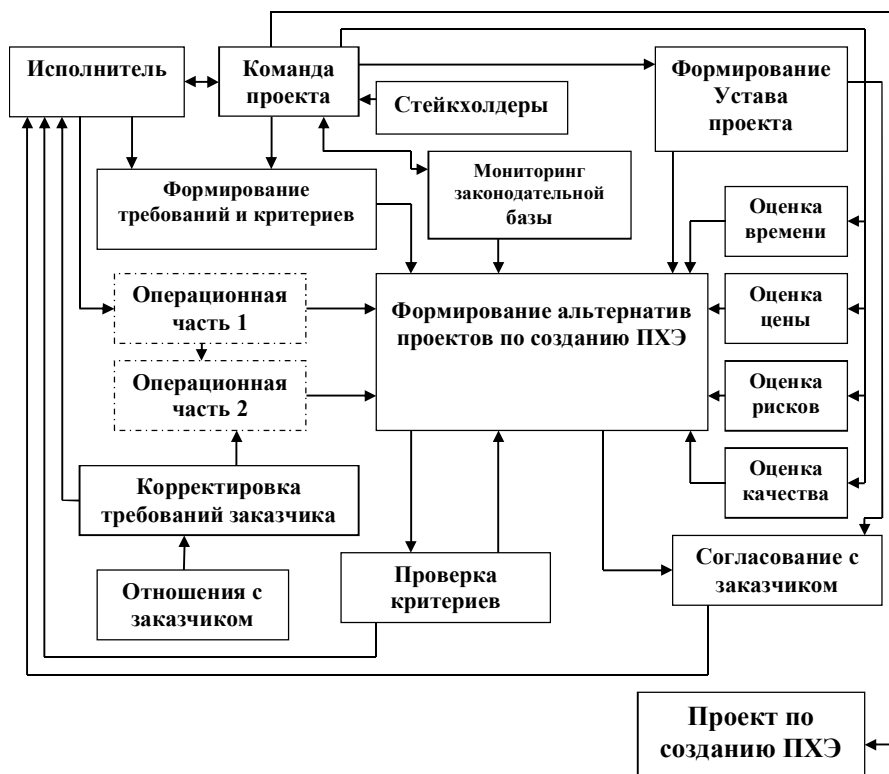 Исполнитель
Команда
проекта
Стейкхолдеры
Формирование
Устава
проекта
Формирование
требований и критериев
Мониторинг
законодательной
базы
Оценка
времени
Операционная
часть 1
Формирование альтернатив
проектов по созданию ПХЭ
Оценка
цены
Операционная
часть 2
Оценка
рисков
Оценка
качества
Корректировка
требований заказчика
Отношения с
заказчиком
Проверка
критериев
Согласование с
заказчиком
Проект по
созданию ПХЭ